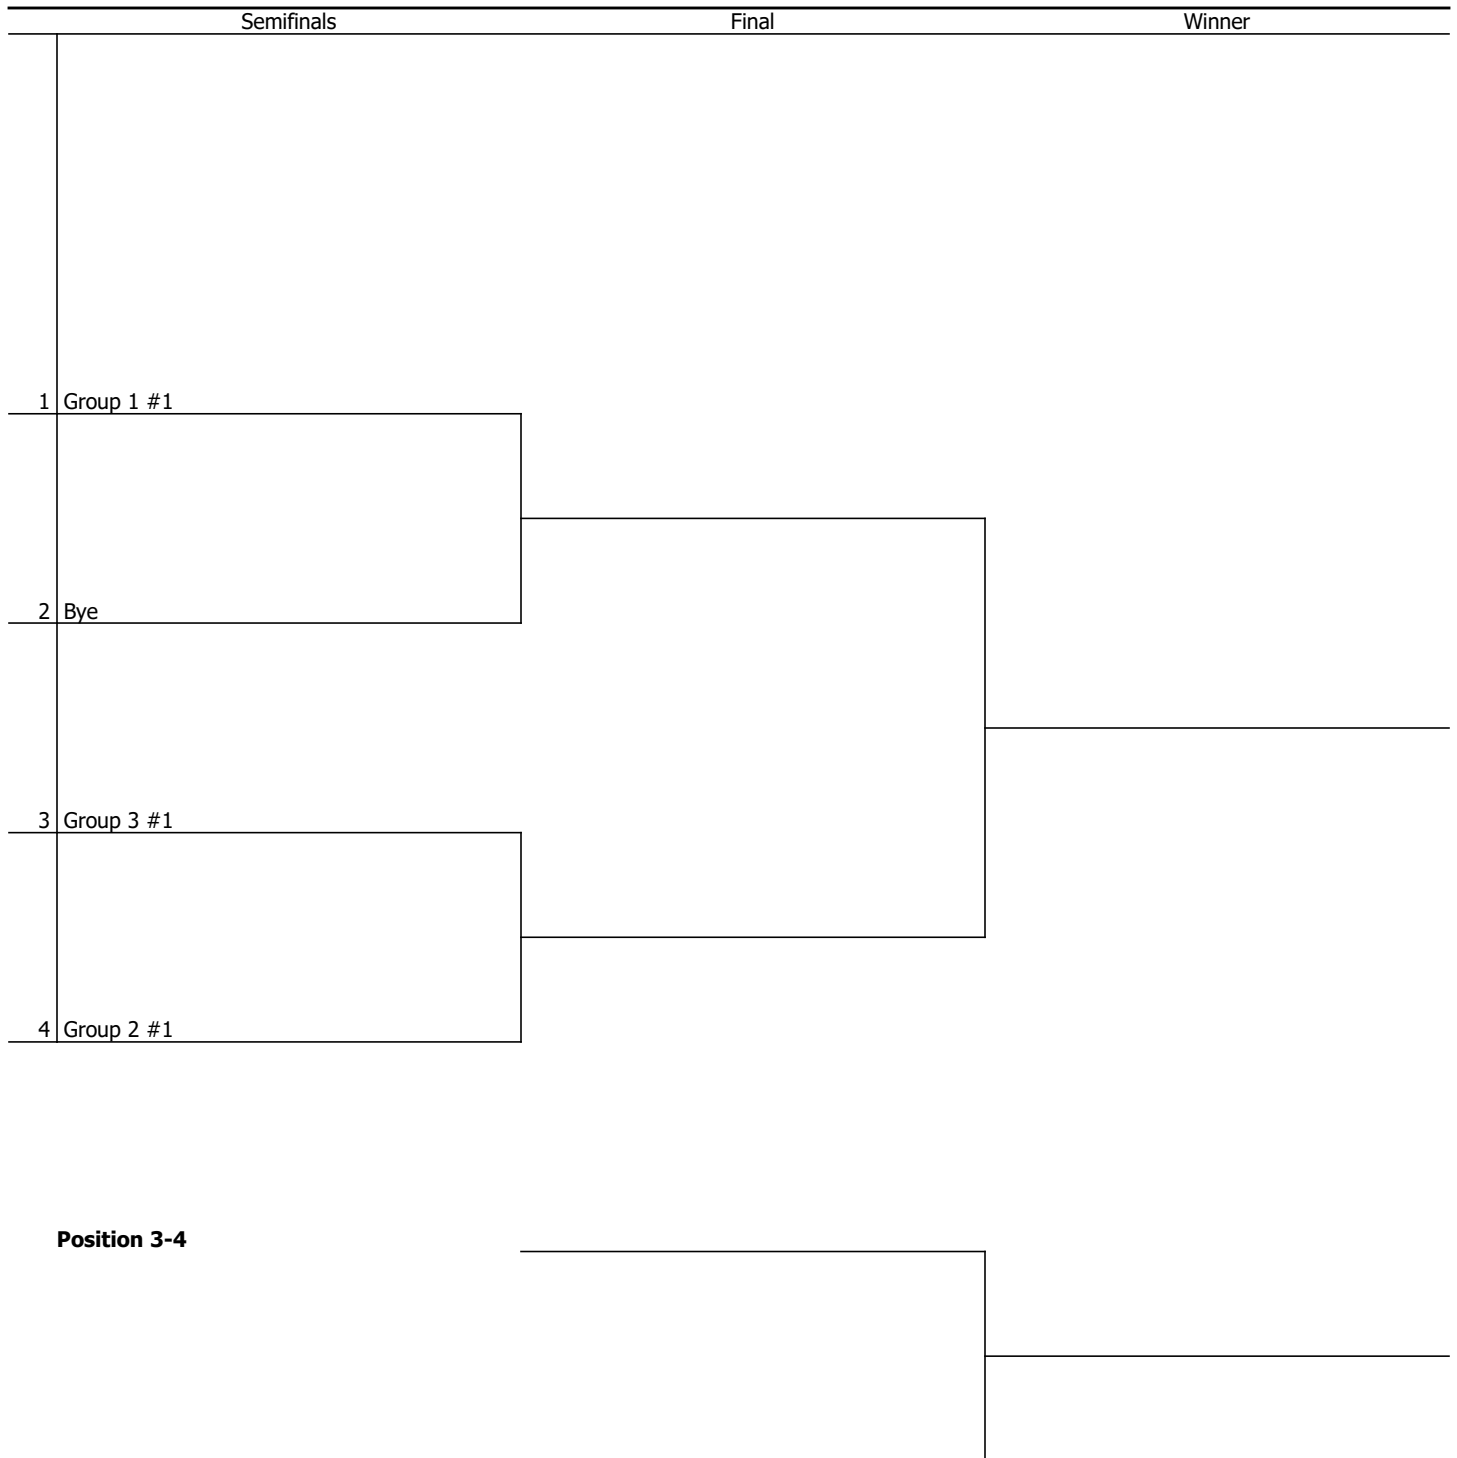 Semifinals Final Winner
1 Group 1 #1
2 Bye
3 Group 3 #1
4 Group 2 #1
Position 3-4